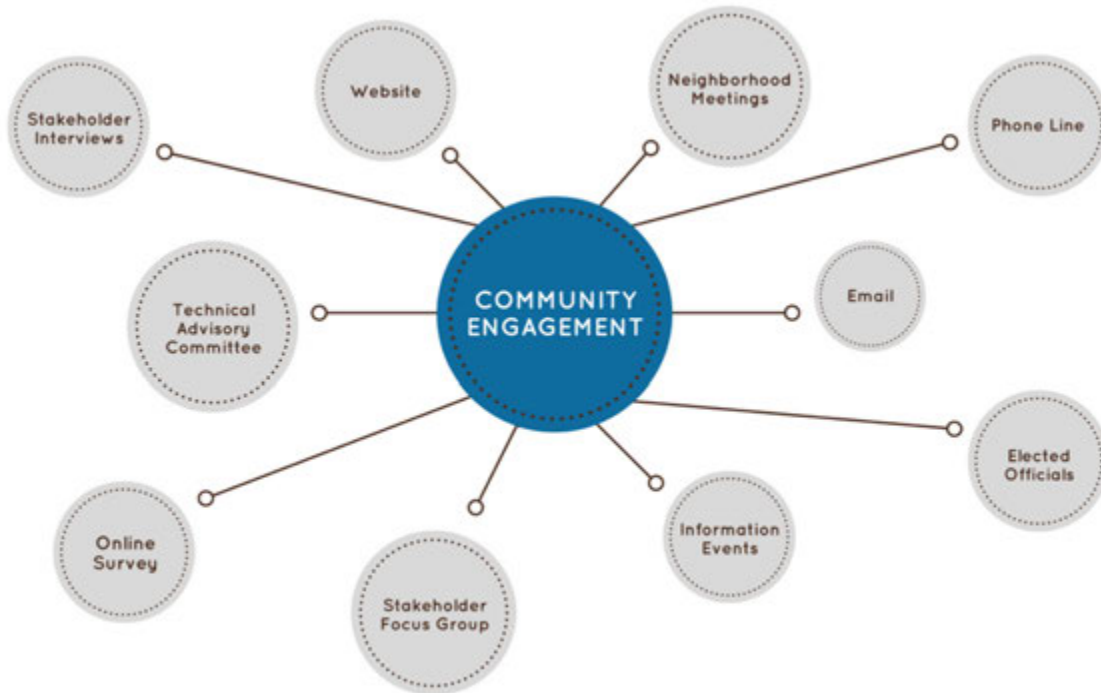 Stakeholder
Interviews
Website
Neighborhood
Meetings
Phone Line
Technical
Advisory
Committee
COMMUNITY
ENGAGEMENT
Email
Online
Survey
Stakeholder
Focus Group
Information
Events
Elected
Officials